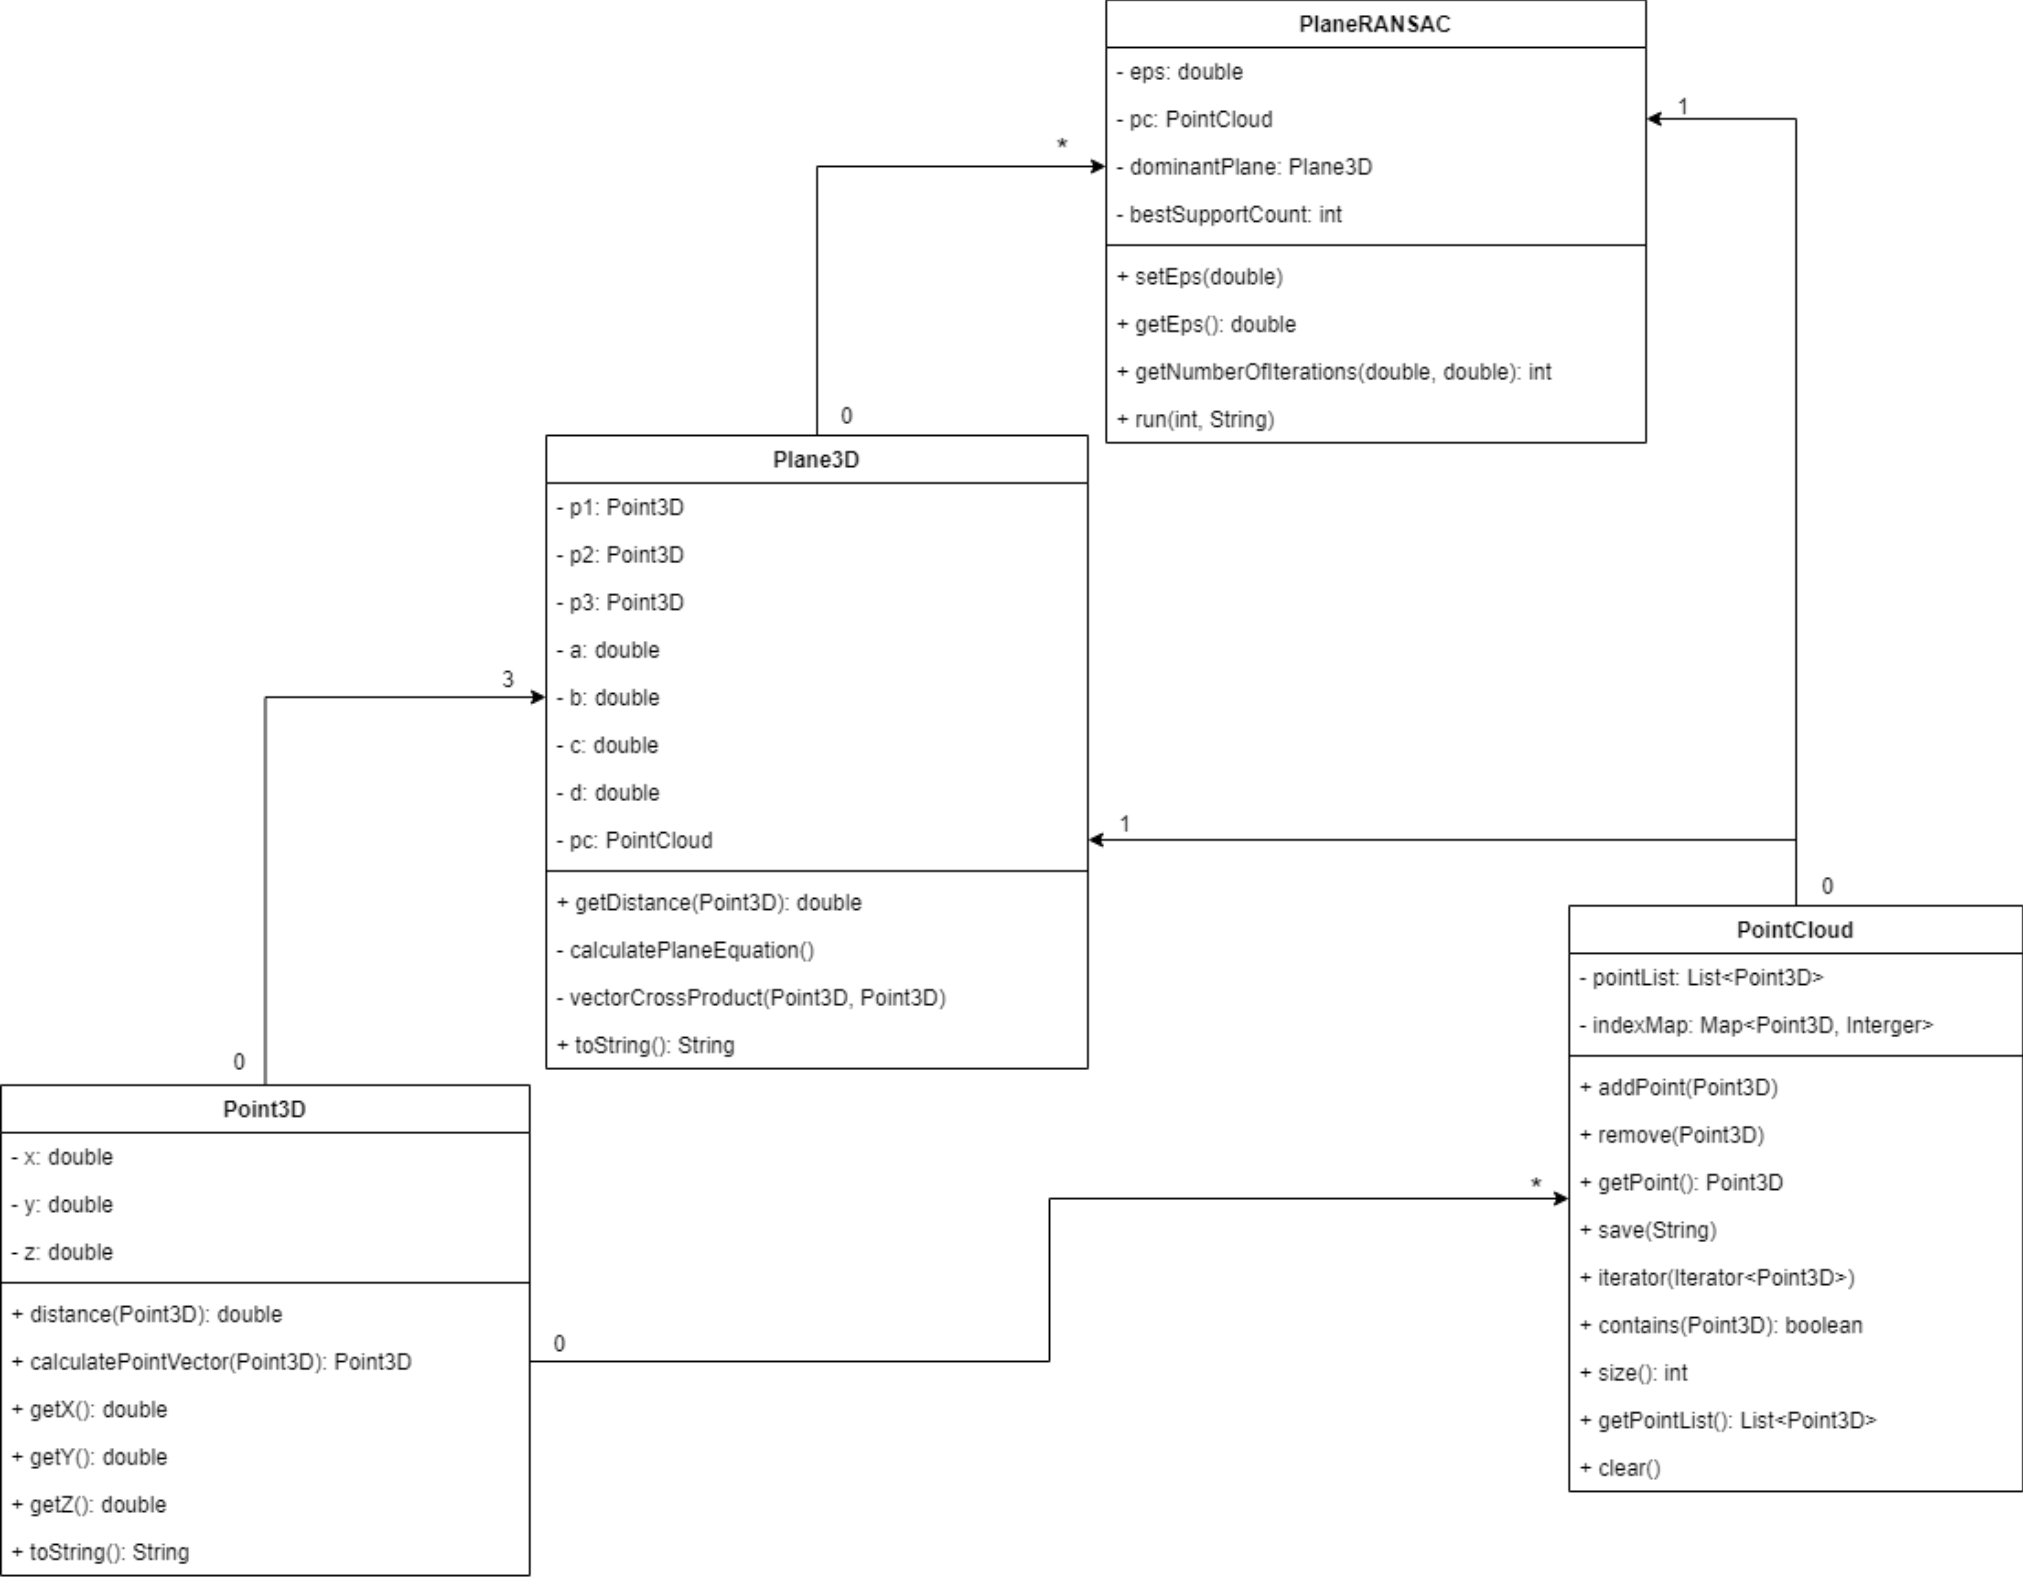 PlaneRANSAC
- eps: double
- pc: PointCloud
- dominantPlane: Plane3D
- bestSupportCount: int
+ setEps(double)
+ getEps(): double
+ getNumberOfIterations(double, double): int
+ run(int, String)
1
*
0
Plane3D
- p1: Point3D
- p2: Point3D
- p3: Point3D
- a: double
- b: double
- c: double
- d: double
- pc: PointCloud
+ getDistance(Point3D): double
- calculatePlaneEquation()
- vectorCrossProduct(Point3D, Point3D)
+ toString(): String
3
1
0
0
PointCloud
- pointList: List<Point3D>
- indexMap: Map<Point3D, Interger>
+ addPoint(Point3D)
+ remove(Point3D)
+ getPoint(): Point3D
+ save(String)
+ iterator(Iterator<Point3D>)
+ contains(Point3D): boolean
+ size(): int
+ getPointList(): List<Point3D>
+ clear()
Point3D
- x: double
- y: double
- z: double
+ distance(Point3D): double
+ calculatePointVector(Point3D): Point3D
+ getX(): double
+ getY(): double
+ getZ(): double
+ toString(): String
0
*